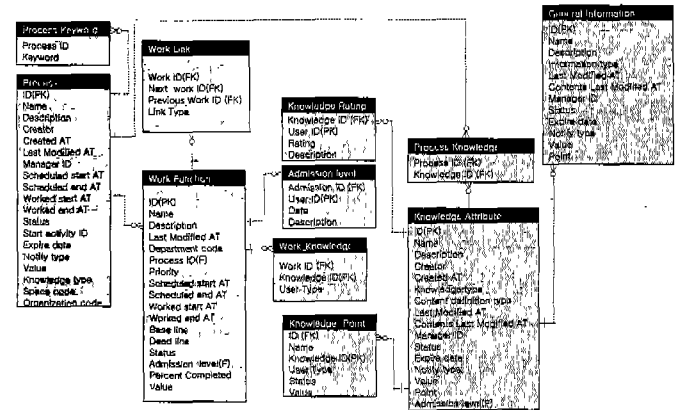 Process Keyword
Process ID
Keyword
Process
ID(PK)
Name
Description
Creator
Created AT
Last Modified AT
Manager ID
Scheduled start AT
Scheduled end AT
Worked start AT
Worked end AT
Status
Start activity ID
Expire date
Notify type
Value
Knowledge type
Space code
Organization code
Work Link
Work ID(FK)
Next work ID(FK)
Previous Work ID (FK)
Link Type
Work Function
ID(PK)
Name
Description
Last Modified AT
Department code
Process ID(F)
Priority
Scheduled start AT
Scheduled end AT
Worked start AT
Worked end AT
Base line
Dead line
Status
Admission level(F)
Percent Completed
Value
Knowledge Rating
Knowledge ID (FK)
User ID(PK)
Rating
Description
Admission level
Admission ID (FK)
User ID(PK)
Date
Description
Work_Knowledge
Work ID (FK)
Knowledge ID(FK)
User Type
Knowledge_Point
ID (FK)
Name
Knowledge ID(PK)
User Type
Status
Value
Process Knowledge
Process ID (FK)
Knowledge ID (FK)
Knowledge Attribute
ID(PK)
Name
Description
Creator
Created AT
Knowledge type
Content definition type
Last Modified AT
Contents Last Modified AT
Manager ID
Status
Expire date
Notify type
Value
Point
Admission level(F)
General Information
ID(PK)
Name
Description
Information type
Last Modified AT
Contents Last Modified AT
Manager ID
Status
Expire date
Notify type
Value
Point